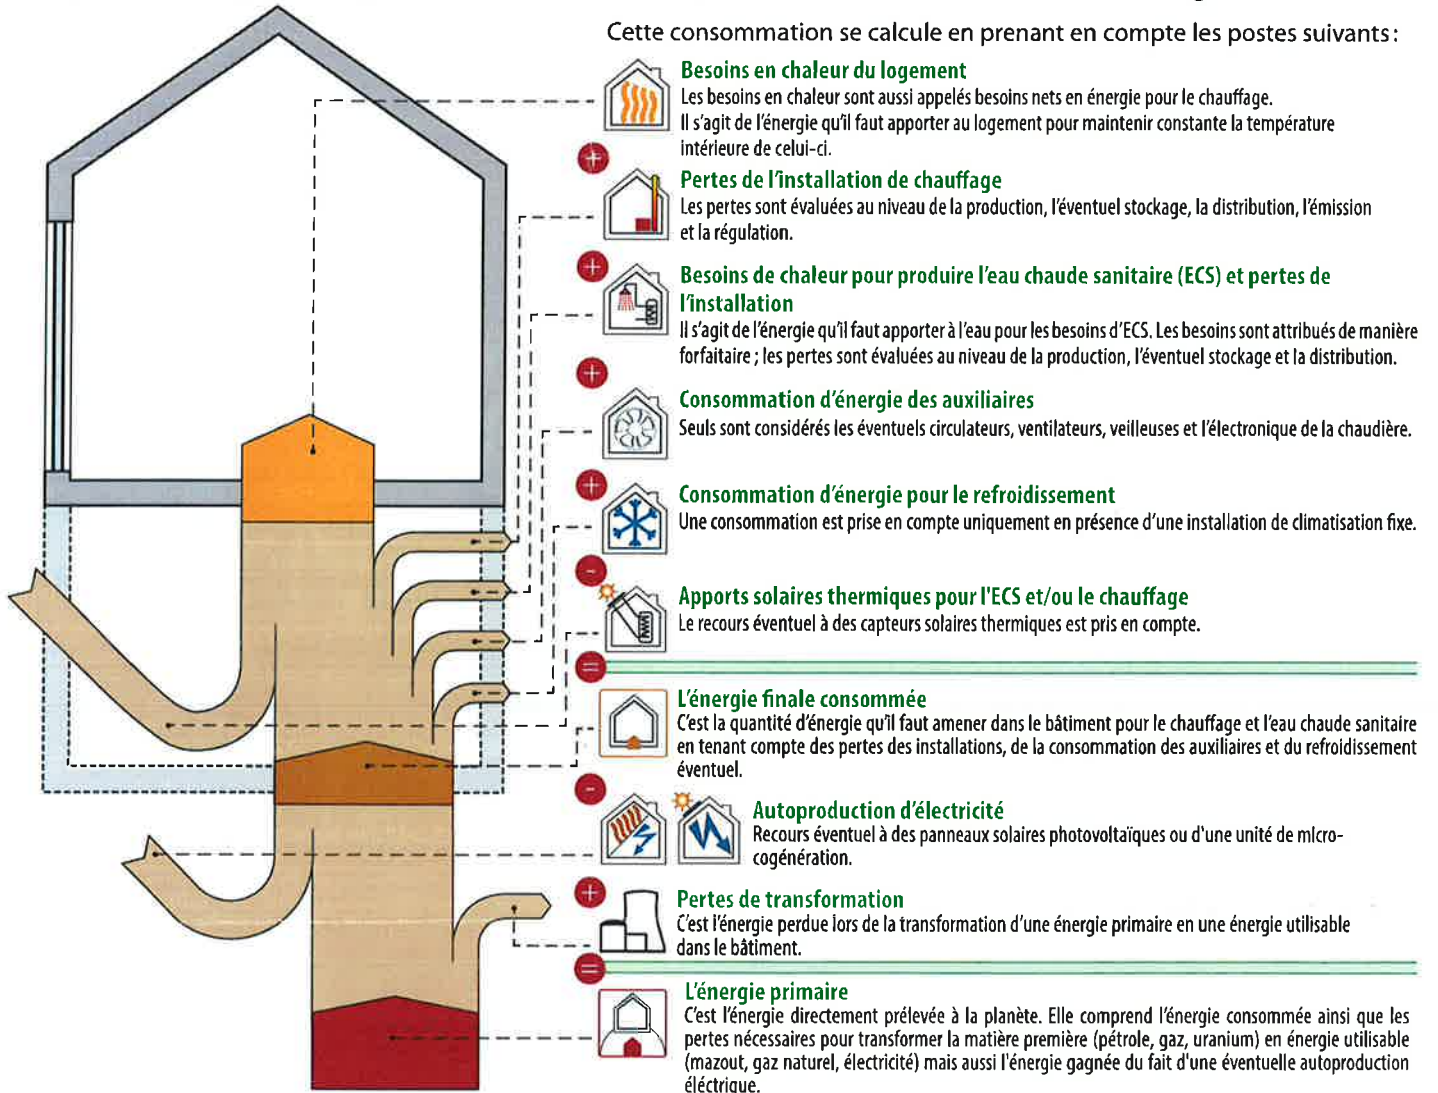 Cette consommation se calcule en prenant en compte les postes suivants :
Besoins en chaleur du logement
Les besoins en chaleur sont aussi appelés besoins nets en énergie pour le chauffage.
Il s'agit de l'énergie qu'il faut apporter au logement pour maintenir constante la température
intérieure de celui-ci.
+
Pertes de l'installation de chauffage
Les pertes sont évaluées au niveau de la production, l'éventuel stockage, la distribution, l'émission
et la régulation.
+
Besoins de chaleur pour produire l'eau chaude sanitaire (ECS) et pertes de
l'installation
Il s'agit de l'énergie qu'il faut apporter à l'eau pour les besoins d'ECS. Les besoins sont attribués de manière
forfaitaire ; les pertes sont évaluées au niveau de la production, l'éventuel stockage et la distribution.
+
Consommation d'énergie des auxiliaires
Seuls sont considérés les éventuels circulateurs, ventilateurs, veilleuses et l'électronique de la chaudière.
+
Consommation d'énergie pour le refroidissement
Une consommation est prise en compte uniquement en présence d'une installation de climatisation fixe.
-
Apports solaires thermiques pour l'ECS et/ou le chauffage
Le recours éventuel à des capteurs solaires thermiques est pris en compte.
=
L'énergie finale consommée
C'est la quantité d'énergie qu'il faut amener dans le bâtiment pour le chauffage et l'eau chaude sanitaire
en tenant compte des pertes des installations, de la consommation des auxiliaires et du refroidissement
éventuel.
-
Autoproduction d'électricité
Recours éventuel à des panneaux solaires photovoltaïques ou d'une unité de micro-
cogénération.
+
Pertes de transformation
C'est l'énergie perdue lors de la transformation d'une énergie primaire en une énergie utilisable
dans le bâtiment.
=
L'énergie primaire
C'est l'énergie directement prélevée à la planète. Elle comprend l'énergie consommée ainsi que les
pertes nécessaires pour transformer la matière première (pétrole, gaz, uranium) en énergie utilisable
(mazout, gaz naturel, électricité) mais aussi l'énergie gagnée du fait d'une éventuelle autoproduction
éléctrique.